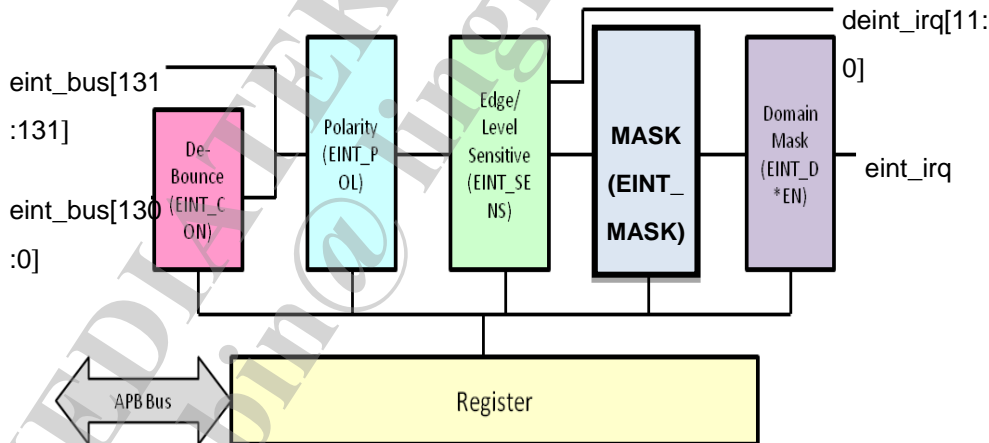 deint_irq[11:
0]
eint_bus[131
:131]
De-
Bounce
(EINT_C
ON)
eint_bus[130
:0]
Polarity
(EINT_P
OL)
Edge/
Level
Sensitive
(EINT_SE
NS)
MASK
(EINT_
MASK)
Domain
Mask
(EINT_D
*EN)
eint_irq
APB Bus
Register